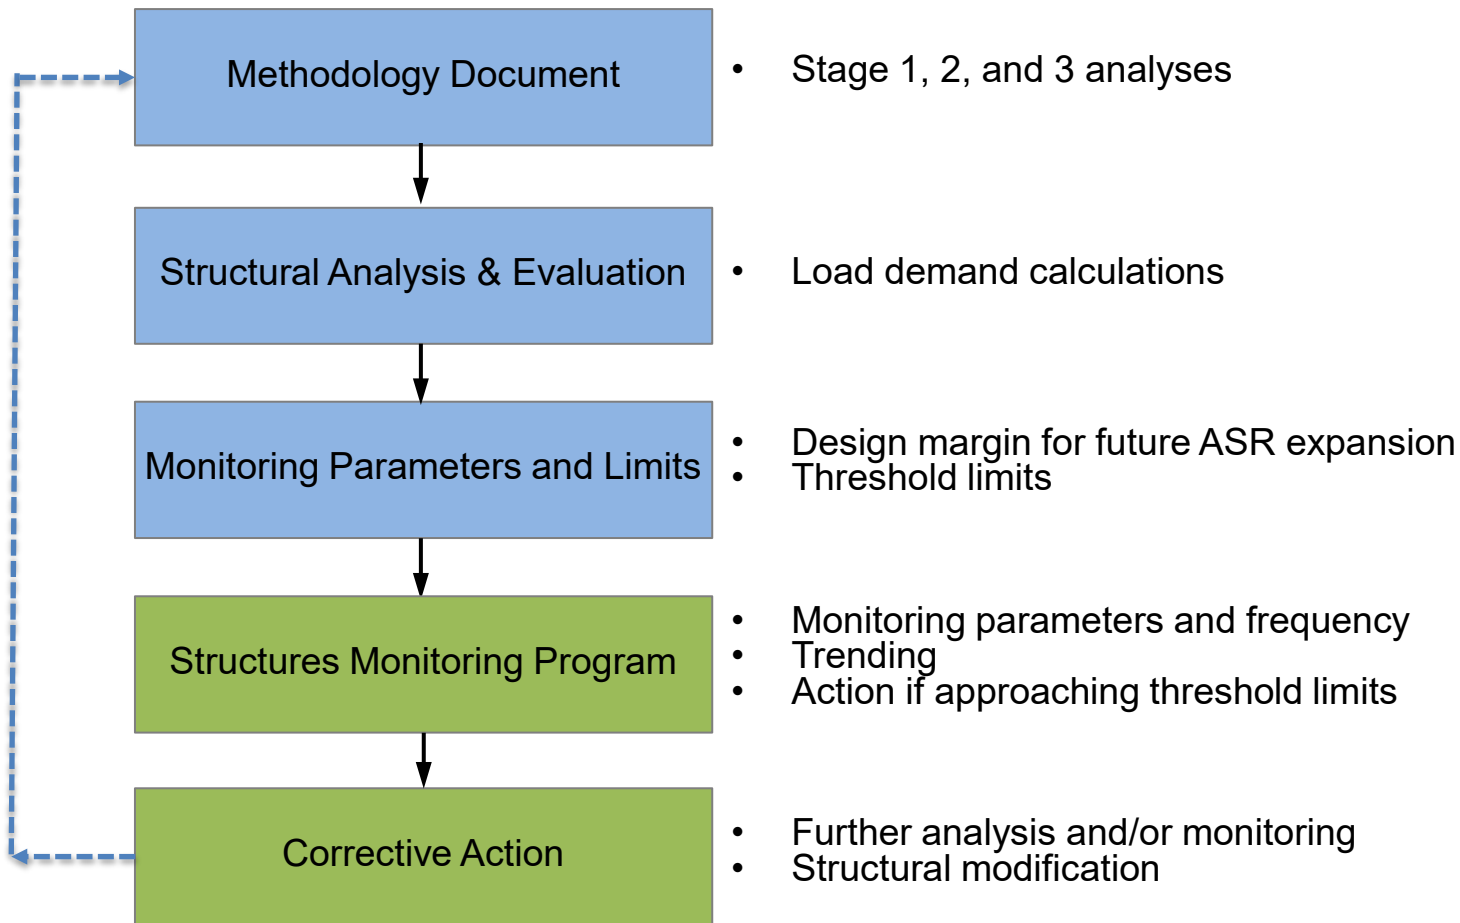 Methodology Document
• Stage 1, 2, and 3 analyses
Structural Analysis & Evaluation
• Load demand calculations
Monitoring Parameters and Limits
• Design margin for future ASR expansion
• Threshold limits
Structures Monitoring Program
• Monitoring parameters and frequency
• Trending
• Action if approaching threshold limits
Corrective Action
• Further analysis and/or monitoring
• Structural modification